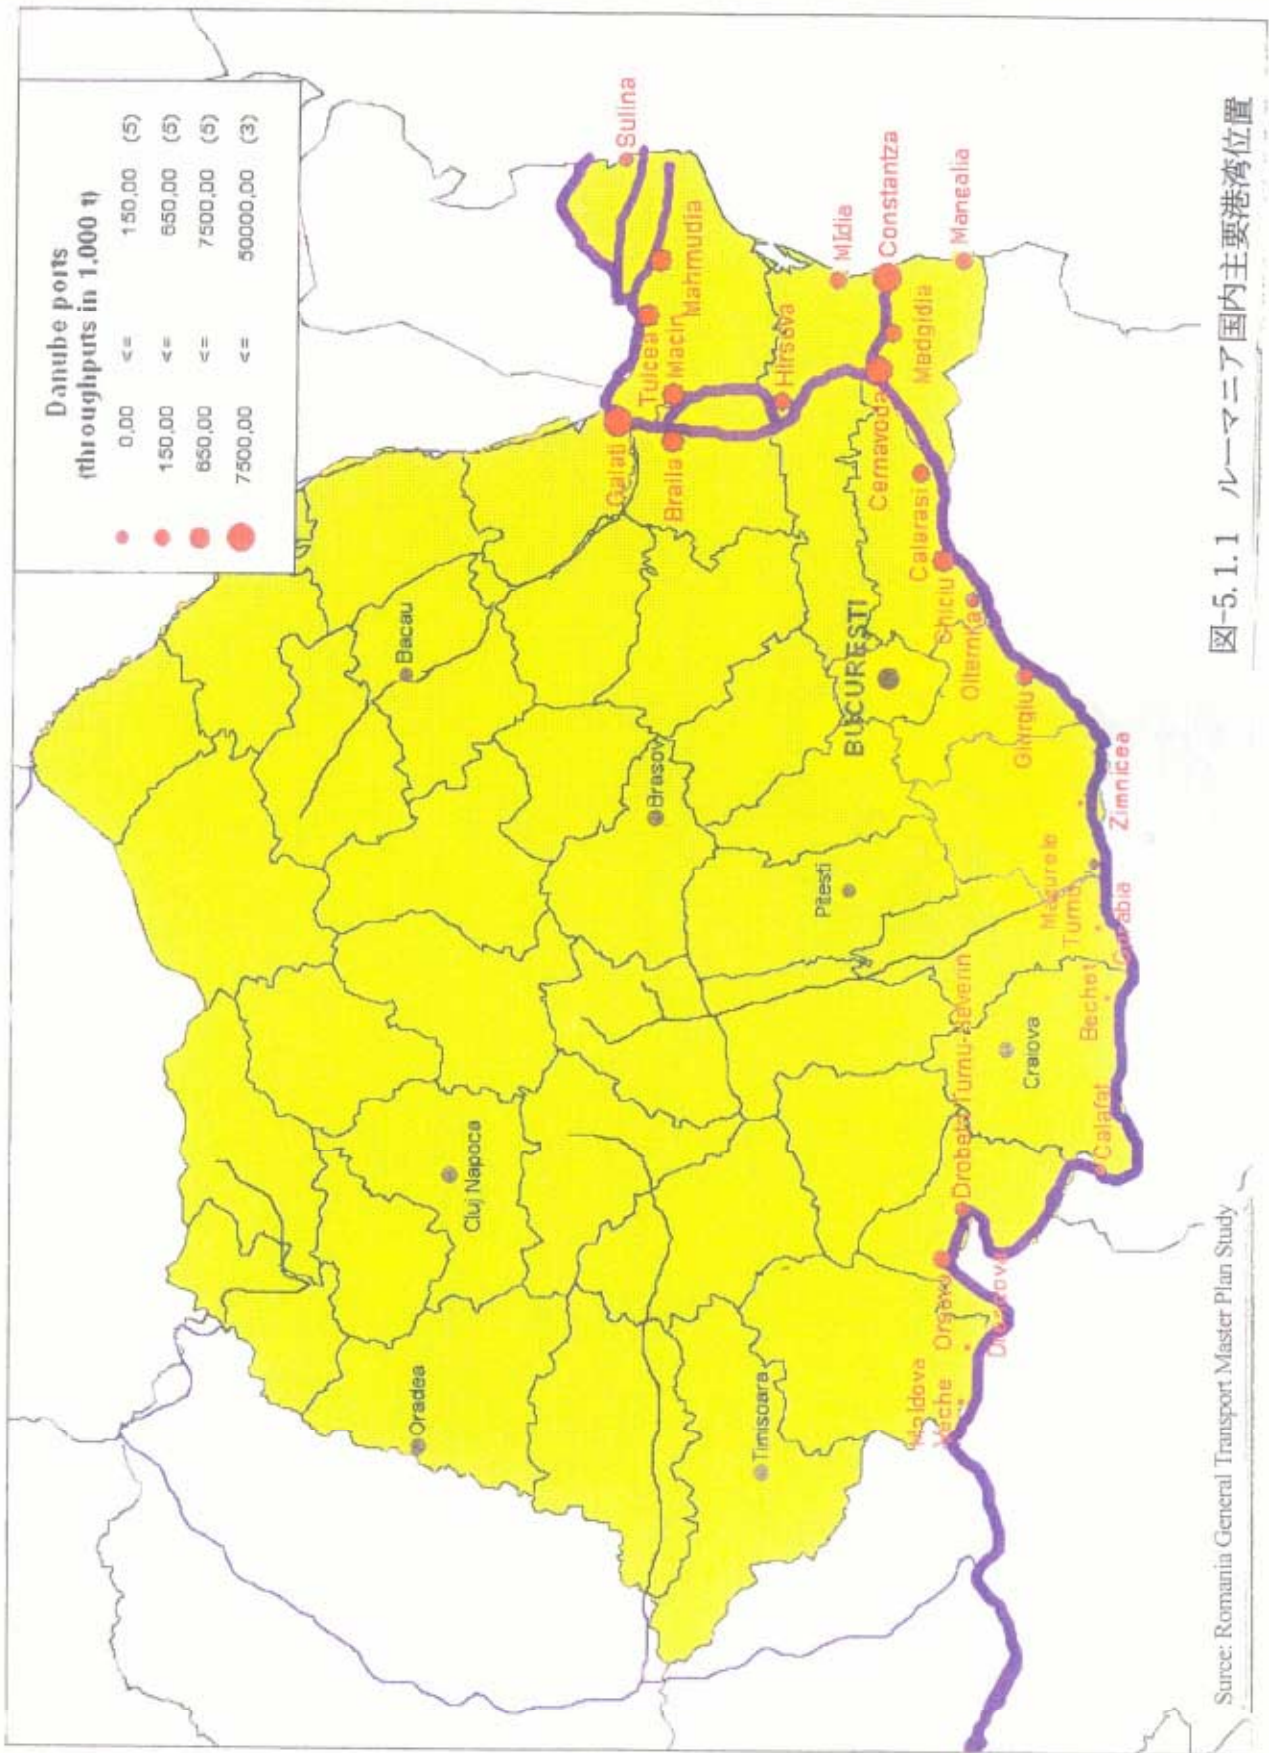 Danube ports
(throughputs in 1,000 t)
0,00 <= 150,00 (5)
150,00 <= 650,00 (5)
650,00 <= 7500,00 (5)
7500,00 <= 50000,00 (3)
Sulina
Tulcea
Mahmudia
Galati
Macin
Braila
Hirsova
Midia
Constantza
Cernavoda
Medgidia
Mangalia
Calarasi
Chiciu
Giurgiu
Zimnicea
Magurele
Turnu
Bechet
Calafat
Drobeta Turnu-Severin
Orsova
Moldova
Veche
Bacau
Brasov
BUCURESTI
Pitesti
Craiova
Cluj Napoca
Oradea
Timisoara
Surce: Romania General Transport Master Plan Study
図-5.1.1 ルーマニア国内主要港湾位置